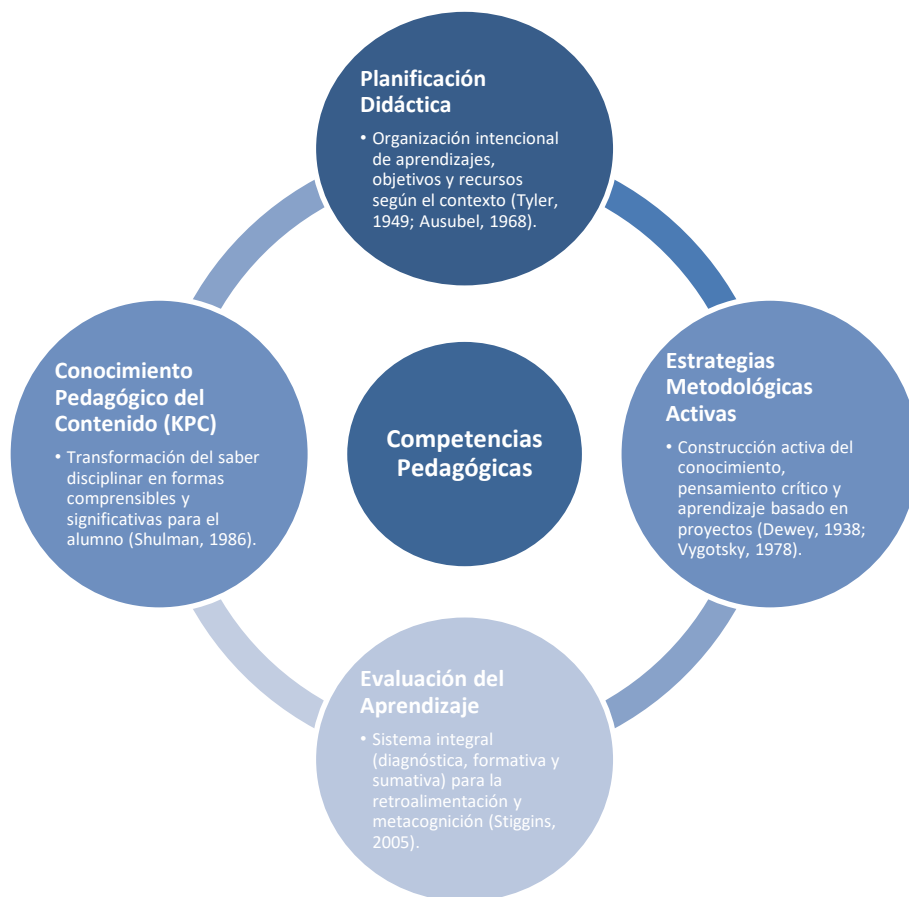 Planificación
Didáctica
• Organización intencional
de aprendizajes,
objetivos y recursos
según el contexto (Tyler,
1949; Ausubel, 1968).
Conocimiento
Pedagógico del
Contenido (KPC)
• Transformación del saber
disciplinar en formas
comprensibles y
significativas para el
alumno (Shulman, 1986).
Competencias
Pedagógicas
Estrategias
Metodológicas
Activas
• Construcción activa del
conocimiento,
pensamiento crítico y
aprendizaje basado en
proyectos (Dewey, 1938;
Vygotsky, 1978).
Evaluación del
Aprendizaje
• Sistema integral
(diagnóstica, formativa y
sumativa) para la
retroalimentación y
metacognición (Stiggins,
2005).